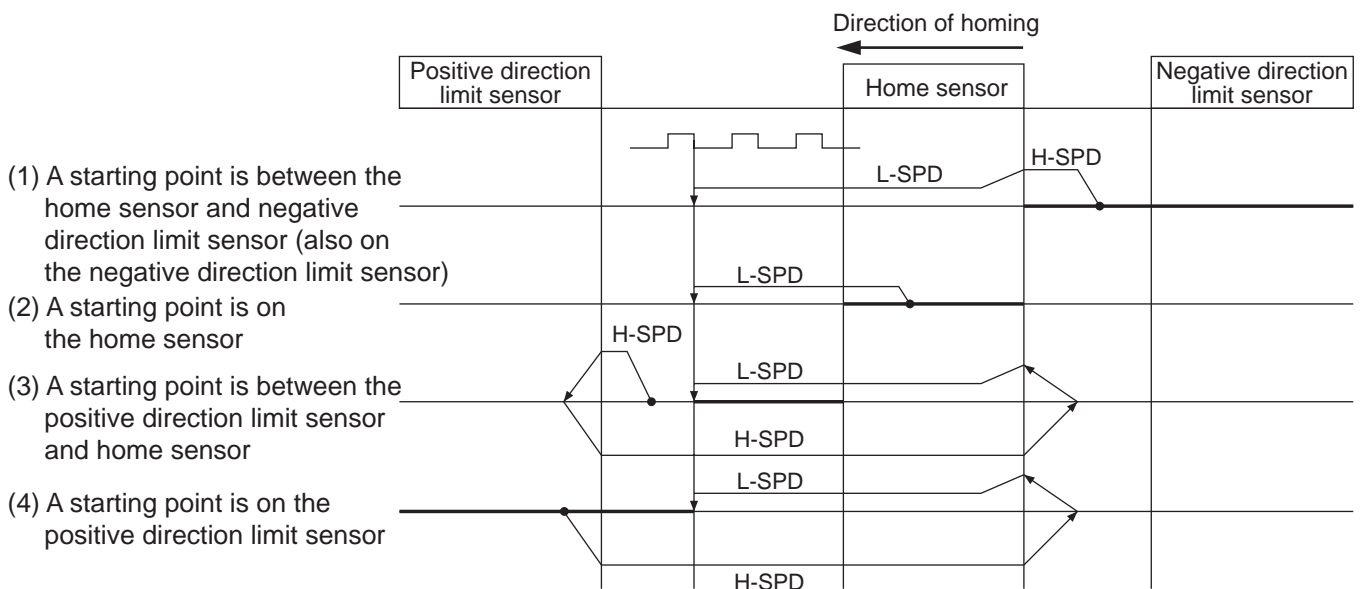 Direction of homing
Positive direction
limit sensor
Home sensor
Negative direction
limit sensor
(1) A starting point is between the
home sensor and negative
direction limit sensor (also on
the negative direction limit sensor)
L-SPD
H-SPD
(2) A starting point is on
the home sensor
L-SPD
H-SPD
(3) A starting point is between the
positive direction limit sensor
and home sensor
L-SPD
H-SPD
(4) A starting point is on the
positive direction limit sensor
L-SPD
H-SPD